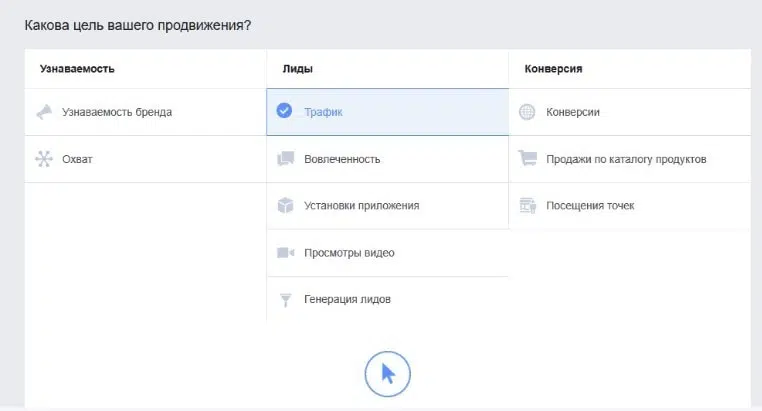 Какова цель вашего продвижения?
Узнаваемость
Лиды
Конверсия
Узнаваемость бренда
Трафик
Конверсии
Охват
Вовлеченность
Продажи по каталогу продуктов
Установки приложения
Посещения точек
Просмотры видео
Генерация лидов